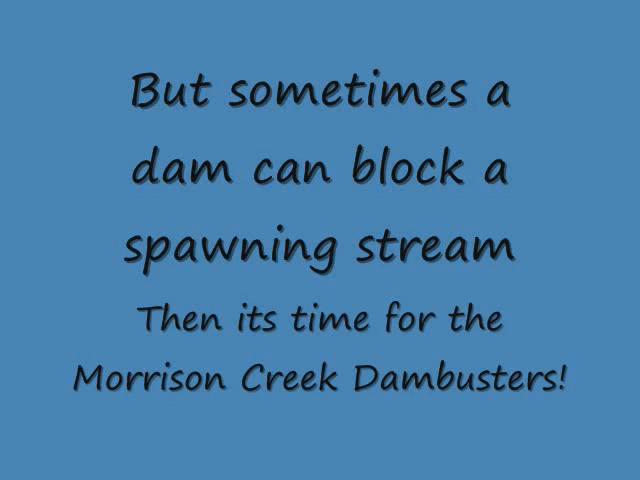 But sometimes a
dam can block a
spawning stream
Then its time for the
Morrison Creek Dambusters!